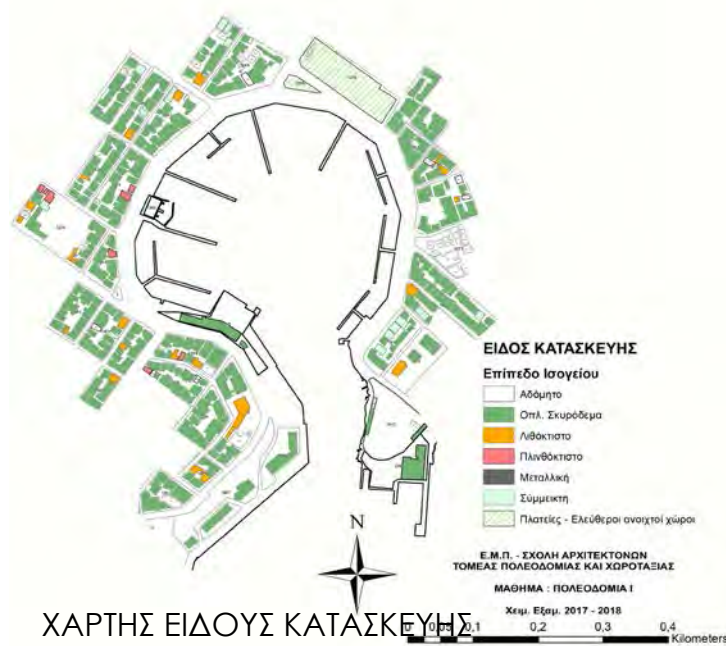 ΕΙΔΟΣ ΚΑΤΑΣΚΕΥΗΣ
Επίπεδο Ισογείου
Αδόμητο
Οπλ. Σκυρόδεμα
Λιθόκτιστο
Πλινθόκτιστο
Μεταλλική
Σύμμεικτη
Πλατείες - Ελεύθεροι ανοιχτοί χώροι
N
Ε.Μ.Π. - ΣΧΟΛΗ ΑΡΧΙΤΕΚΤΟΝΩΝ
ΤΟΜΕΑΣ ΠΟΛΕΟΔΟΜΙΑΣ ΚΑΙ ΧΩΡΟΤΑΞΙΑΣ
ΜΑΘΗΜΑ : ΠΟΛΕΟΔΟΜΙΑ Ι
Χειμ. Εξαμ. 2017 - 2018
ΧΑΡΤΗΣ ΕΙΔΟΥΣ ΚΑΤΑΣΚΕΥΗΣ
0 0,05 0,1 0,2 0,3 0,4
Kilometers